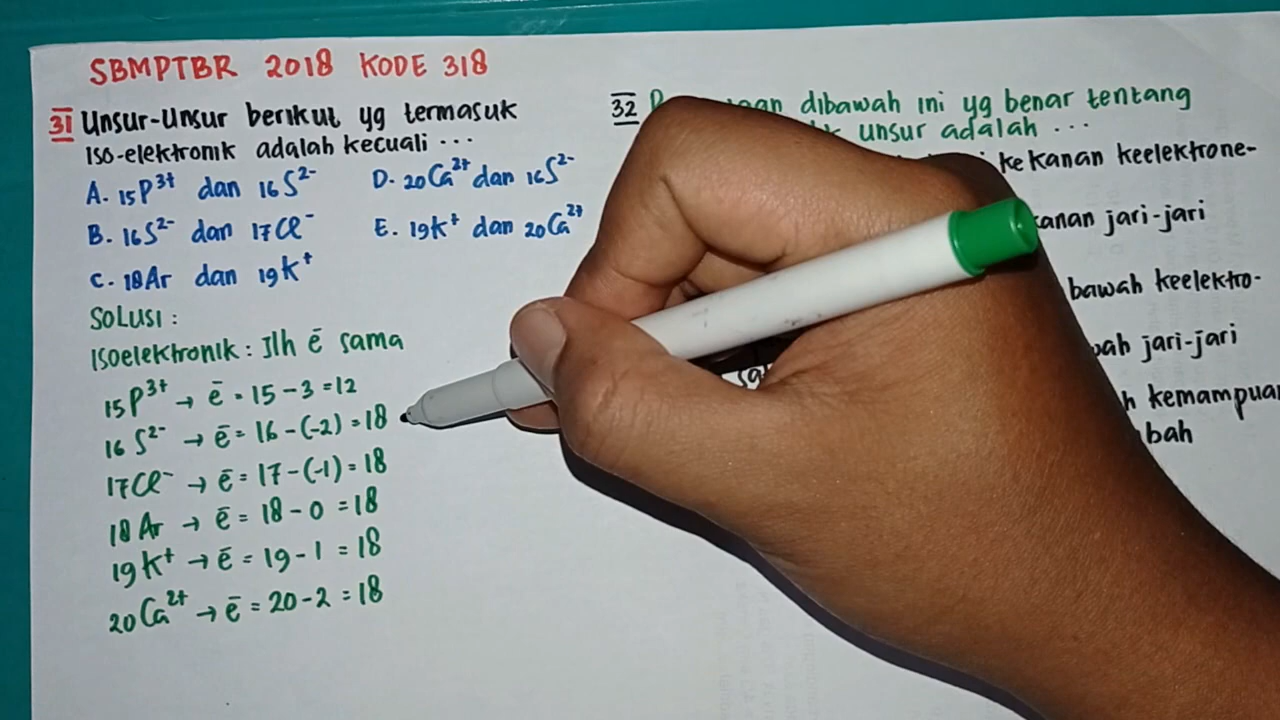 SBMPTBR 2018 KODE 318
31 Unsur-Unsur berikut yg termasuk
Iso-elektronik adalah kecuali ...
A. 15P³⁺ dan 16S²⁻
B. 16S²⁻ dan 17Cl⁻
C. 18Ar dan 19K⁺
D. 20Ca²⁺ dan 16S²⁻
E. 19K⁺ dan 20Ca²⁺
SOLUSI :
Isoelektronik : Jlh ē sama
15P³⁺ → ē = 15 - 3 = 12
16S²⁻ → ē = 16 - (-2) = 18
17Cl⁻ → ē = 17 - (-1) = 18
18Ar → ē = 18 - 0 = 18
19K⁺ → ē = 19 - 1 = 18
20Ca²⁺ → ē = 20 - 2 = 18
32 dibawah ini yg benar tentang
unsur adalah ...
ke kanan keelektrone-
kanan jari-jari
bawah keelektro-
jari-jari
kemampuan